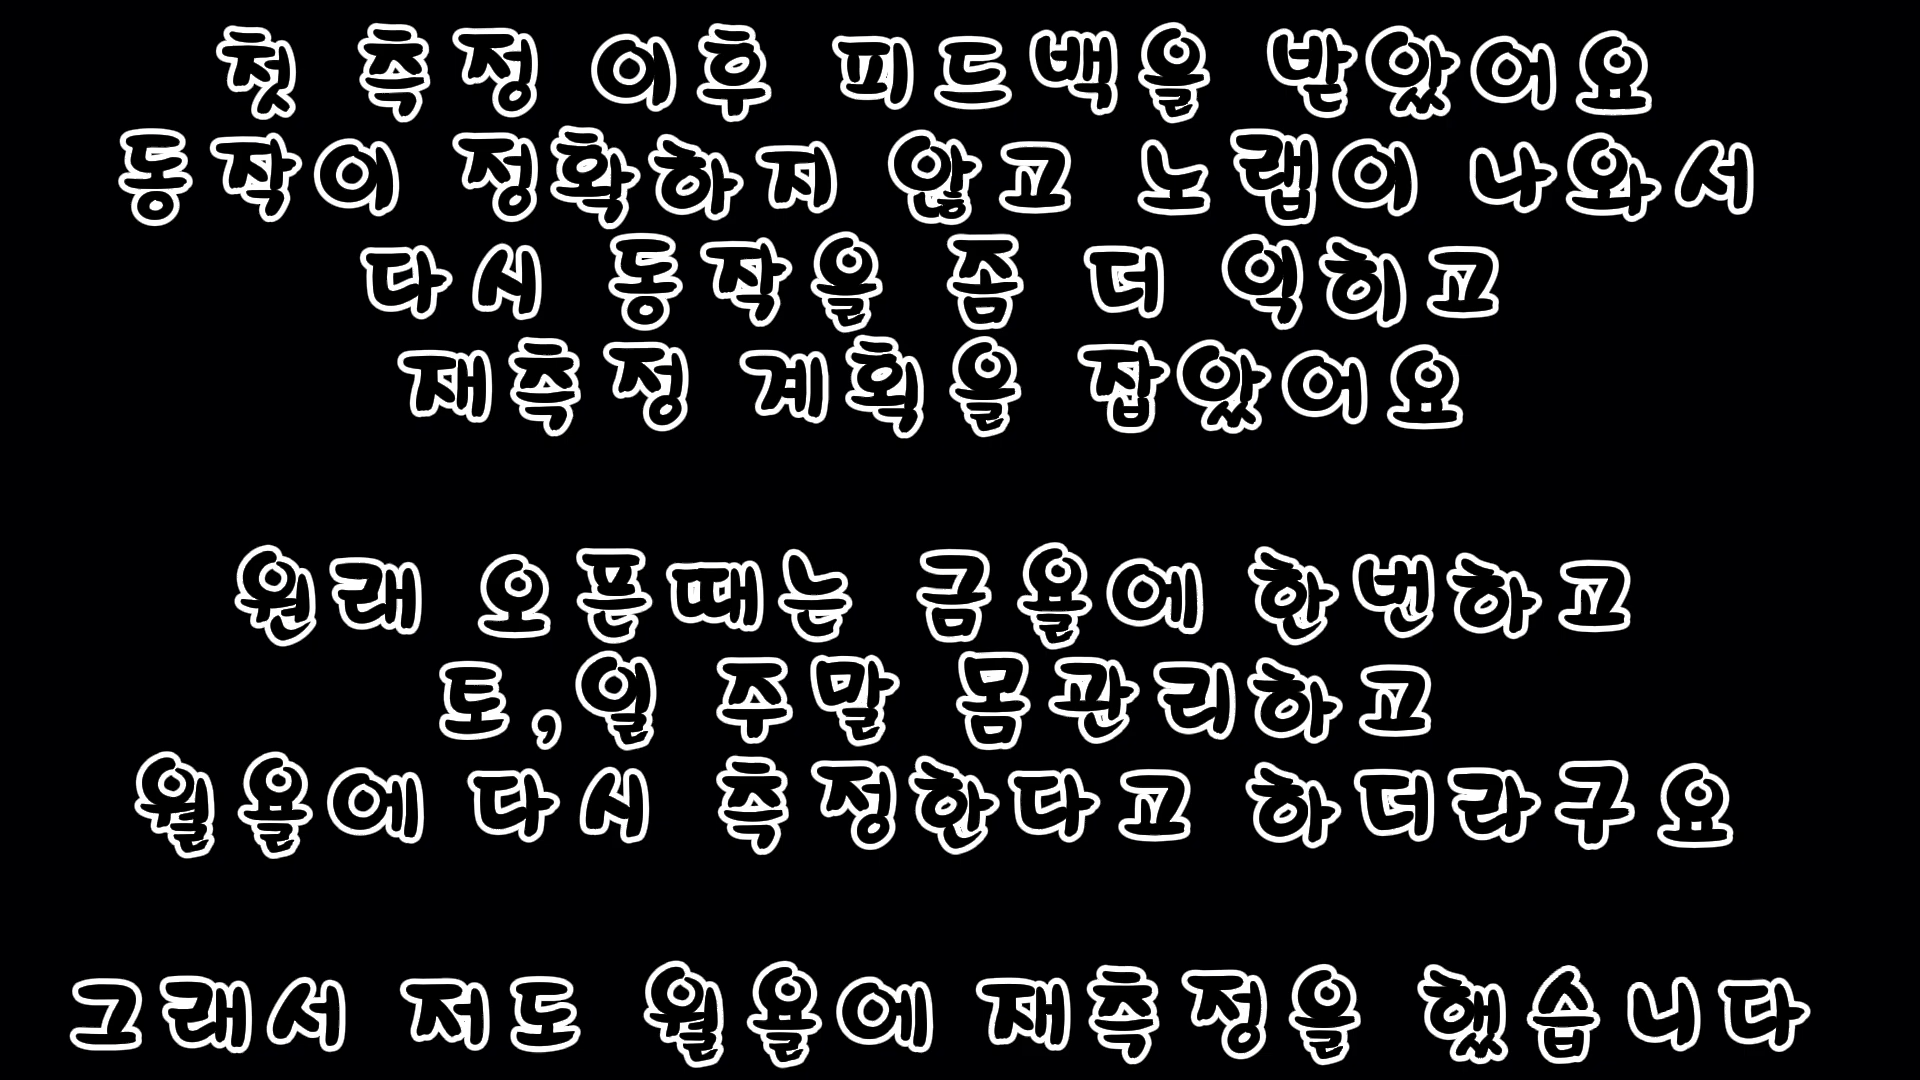 첫 측정 이후 피드백을 받았어요
동작이 정확하지 않고 노랩이 나와서
다시 동작을 좀 더 익히고
재측정 계획을 잡았어요
원래 오픈때는 금욜에 한번하고
토,일 주말 몸관리하고
월욜에 다시 측정한다고 하더라구요
그래서 저도 월욜에 재측정을 했습니다